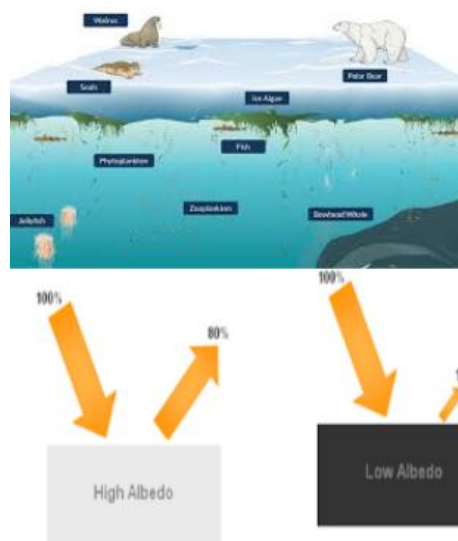 Walrus
Polar Bear
Seals
Ice Algae
Fish
Phytoplankton
Zooplankton
Jellyfish
Bowhead Whale
100%
100%
80%
High Albedo
Low Albedo